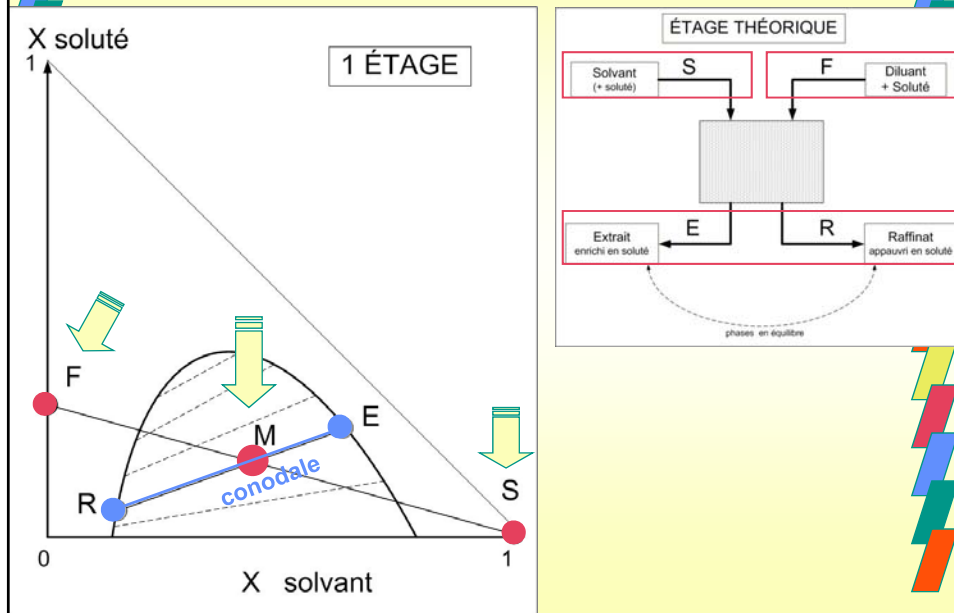 X soluté
1
1 ÉTAGE
F
M
E
conodale
R
S
0
1
X solvant
ÉTAGE THÉORIQUE
Solvant
(+ soluté)
S
F
Diluant
+ Soluté
Extrait
enrichi en soluté
E
R
Raffinat
appauvri en soluté
phases en équilibre